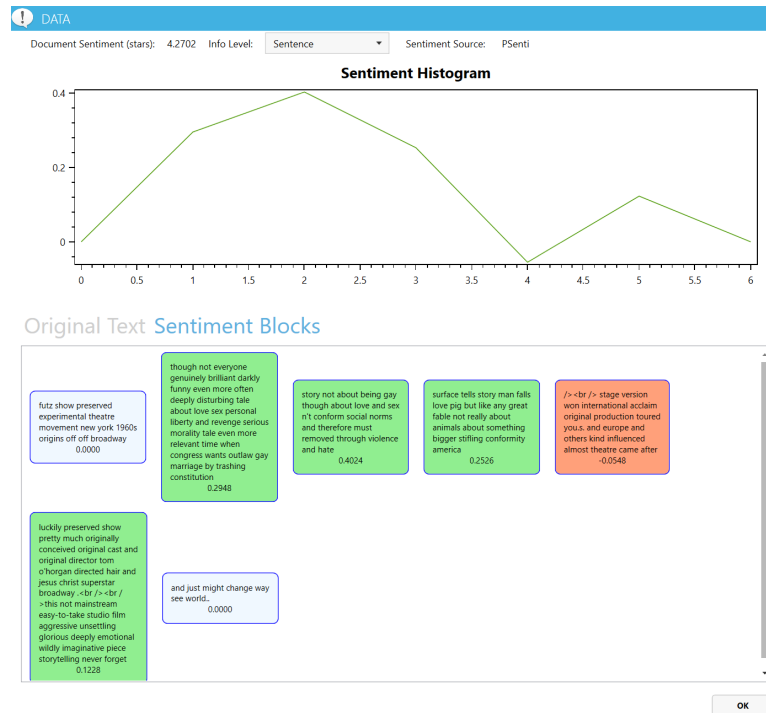 DATA
Document Sentiment (stars): 4.2702 Info Level: Sentence Sentiment Source: PSenti
Sentiment Histogram
0.4
0.2
0
0 0.5 1 1.5 2 2.5 3 3.5 4 4.5 5 5.5 6
Original Text Sentiment Blocks
futz show preserved
experimental theatre
movement new york 1960s
origins off off broadway
0.0000
though not everyone
genuinely brilliant darkly
funny even more often
deeply disturbing tale
about love sex personal
liberty and revenge serious
morality tale even more
relevant time when
congress wants outlaw gay
marriage by trashing
constitution
0.2948
story not about being gay
though about love and sex
n't conform social norms
and therefore must
removed through violence
and hate
0.4024
surface tells story man falls
love pig but like any great
fable not really about
animals about something
bigger stifling conformity
america
0.2526
/><br /> stage version
won international acclaim
original production toured
you.s. and europe and
others kind influenced
almost theatre came after
-0.0548
luckily preserved show
pretty much originally
conceived original cast and
original director tom
o'horgan directed hair and
jesus christ superstar
broadway .<br /><br /
>this not mainstream
easy-to-take studio film
aggressive unsettling
glorious deeply emotional
wildly imaginative piece
storytelling never forget
0.1228
and just might change way
see world..
0.0000
OK